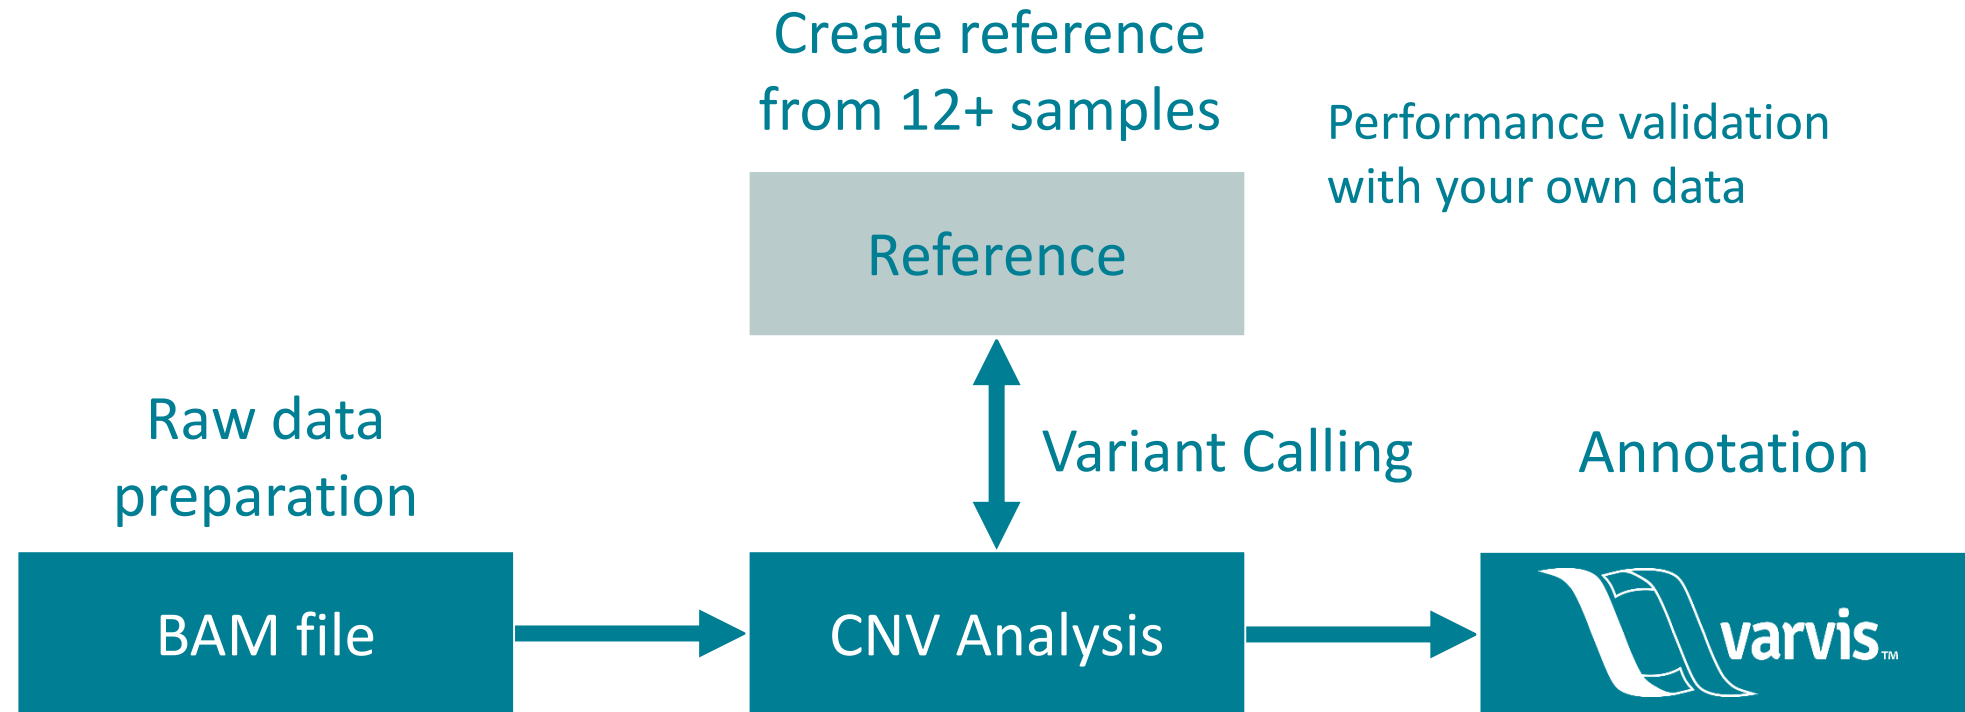 Create reference
from 12+ samples
Performance validation
with your own data
Reference
Raw data
preparation
Variant Calling
Annotation
BAM file
CNV Analysis
varvis™